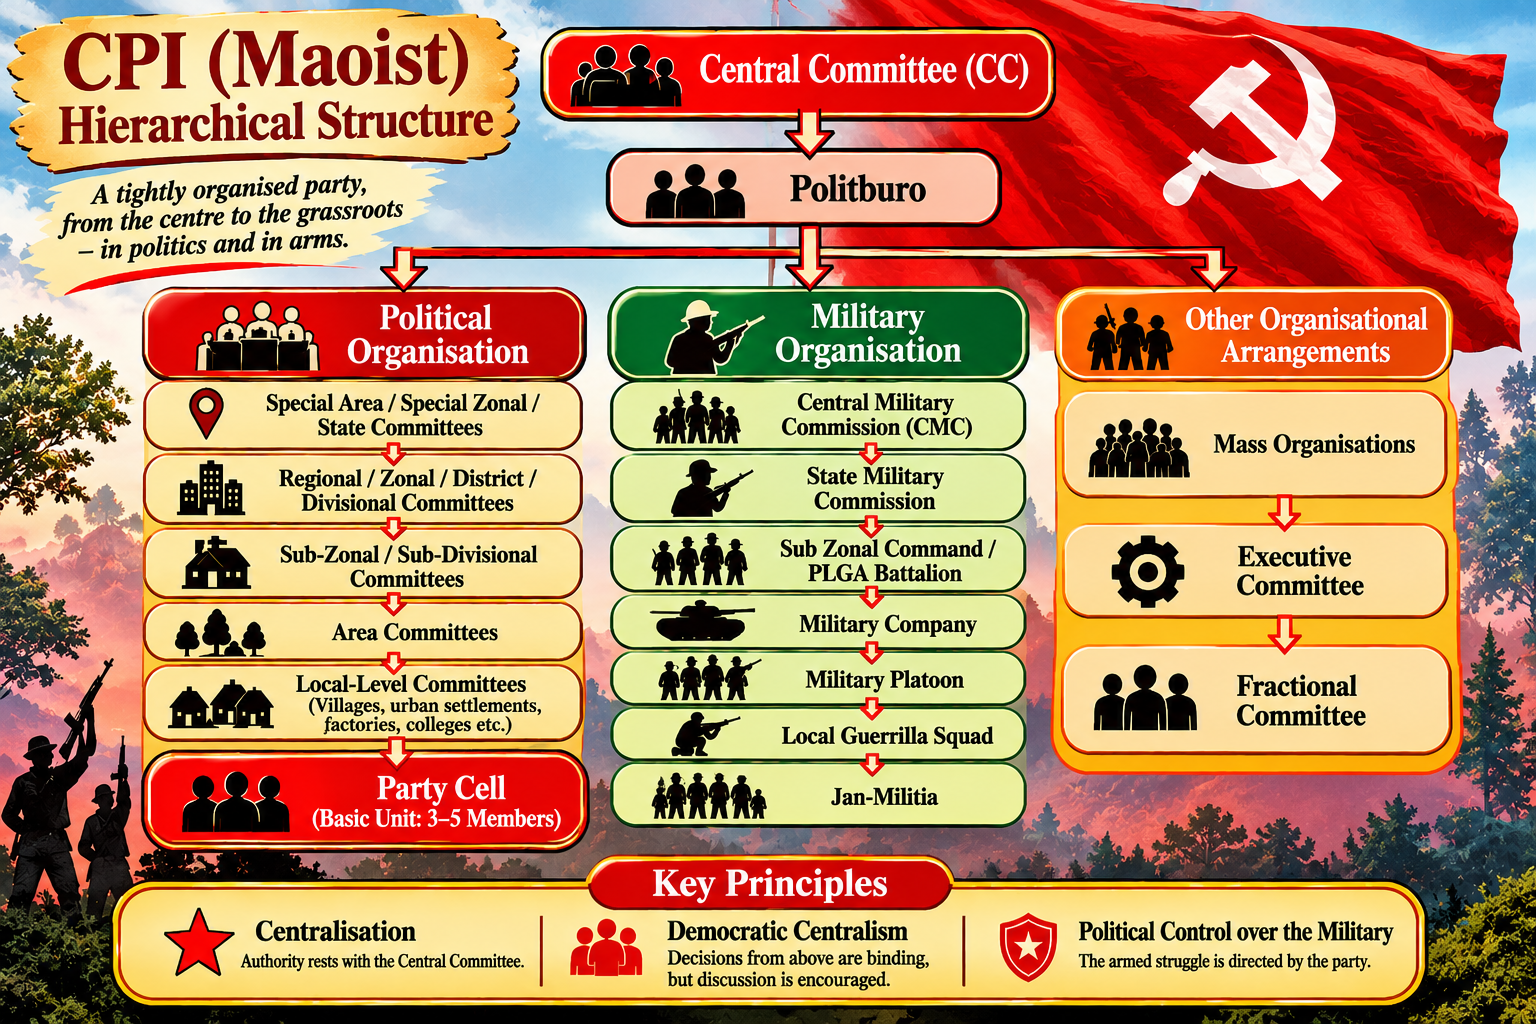 CPI (Maoist)
Hierarchical Structure
A tightly organised party,
from the centre to the grassroots
– in politics and in arms.
Central Committee (CC)
Politburo
Political
Organisation
Special Area / Special Zonal /
State Committees
Regional / Zonal / District /
Divisional Committees
Sub-Zonal / Sub-Divisional
Committees
Area Committees
Local-Level Committees
(Villages, urban settlements,
factories, colleges etc.)
Party Cell
(Basic Unit: 3–5 Members)
Military
Organisation
Central Military
Commission (CMC)
State Military
Commission
Sub Zonal Command /
PLGA Battalion
Military Company
Military Platoon
Local Guerrilla Squad
Jan-Militia
Other Organisational
Arrangements
Mass Organisations
Executive
Committee
Fractional
Committee
Key Principles
Centralisation
Authority rests with the Central Committee.
Democratic Centralism
Decisions from above are binding,
but discussion is encouraged.
Political Control over the Military
The armed struggle is directed by the party.